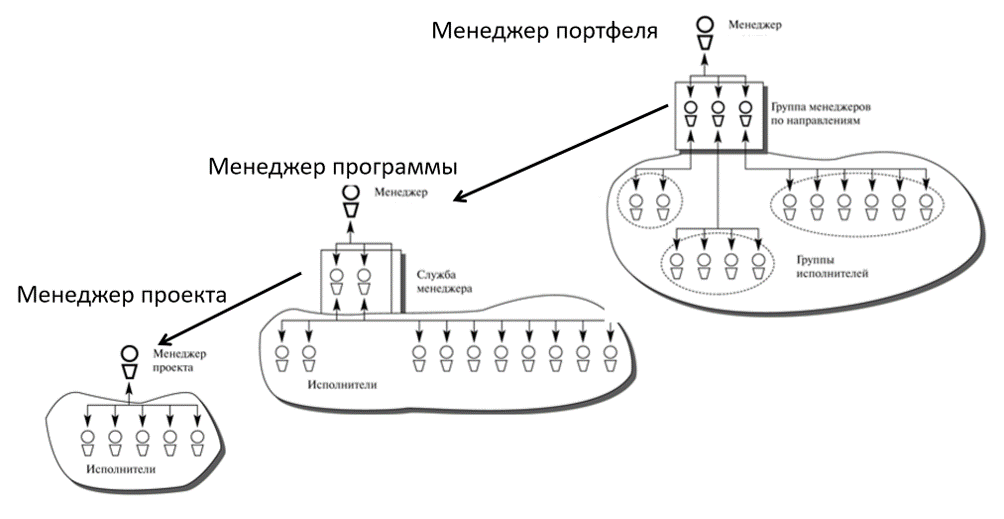 Менеджер портфеля
Менеджер
Группа менеджеров
по направлениям
Менеджер программы
Менеджер
Служба
менеджера
Группы
исполнителей
Менеджер проекта
Менеджер
проекта
Исполнители
Исполнители